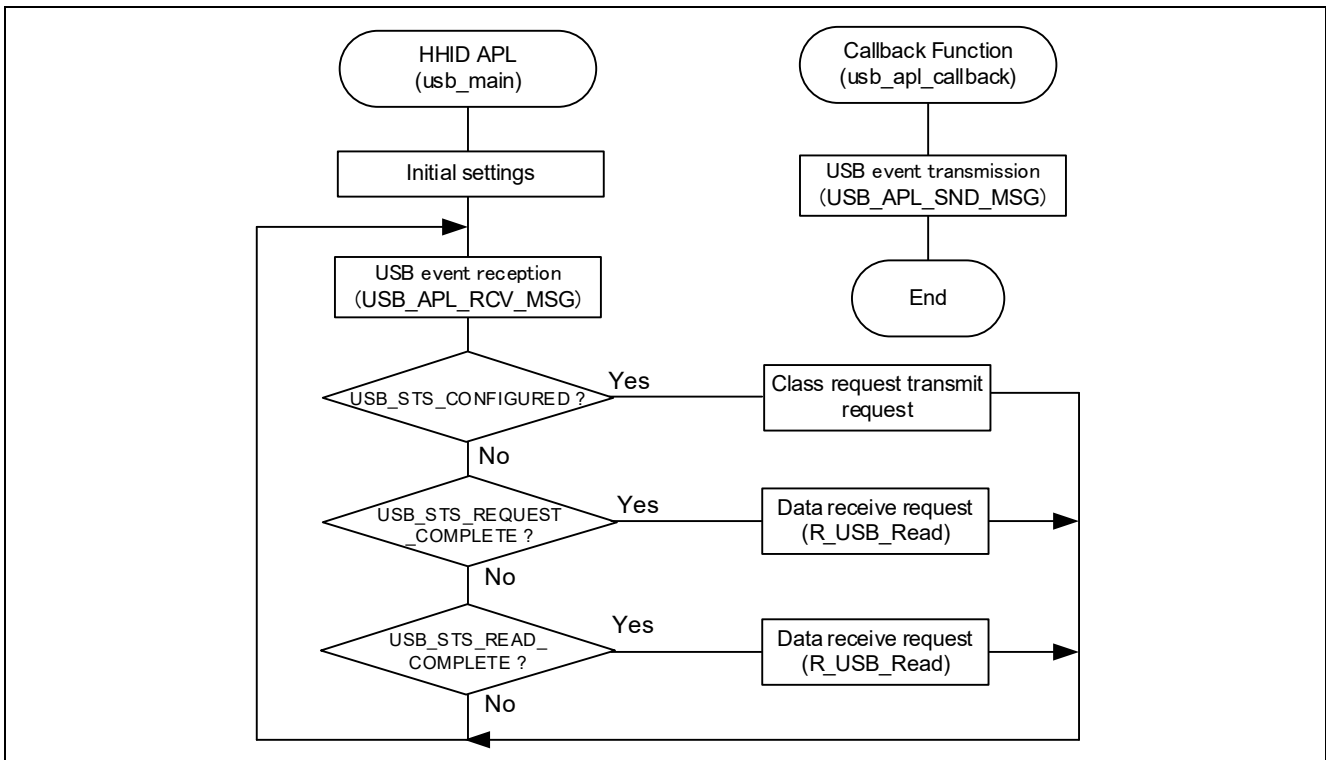 HHID APL
(usb_main)
Initial settings
USB event reception
(USB_APL_RCV_MSG)
USB_STS_CONFIGURED ?
Yes
Class request transmit
request
No
USB_STS_REQUEST
_COMPLETE ?
Yes
Data receive request
(R_USB_Read)
No
USB_STS_READ_
COMPLETE ?
Yes
Data receive request
(R_USB_Read)
No
Callback Function
(usb_apl_callback)
USB event transmission
(USB_APL_SND_MSG)
End